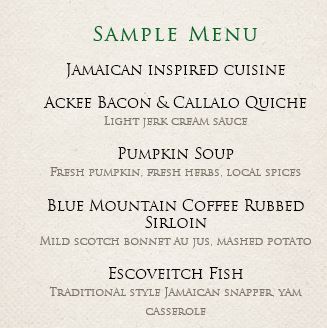 Sample Menu
Jamaican inspired cuisine
Ackee Bacon & Callalo Quiche
Light jerk cream sauce
Pumpkin Soup
Fresh pumpkin, fresh herbs, local spices
Blue Mountain Coffee Rubbed
Sirloin
Mild scotch bonnet au jus, mashed potato
Escoveitch Fish
Traditional style Jamaican snapper, yam
casserole